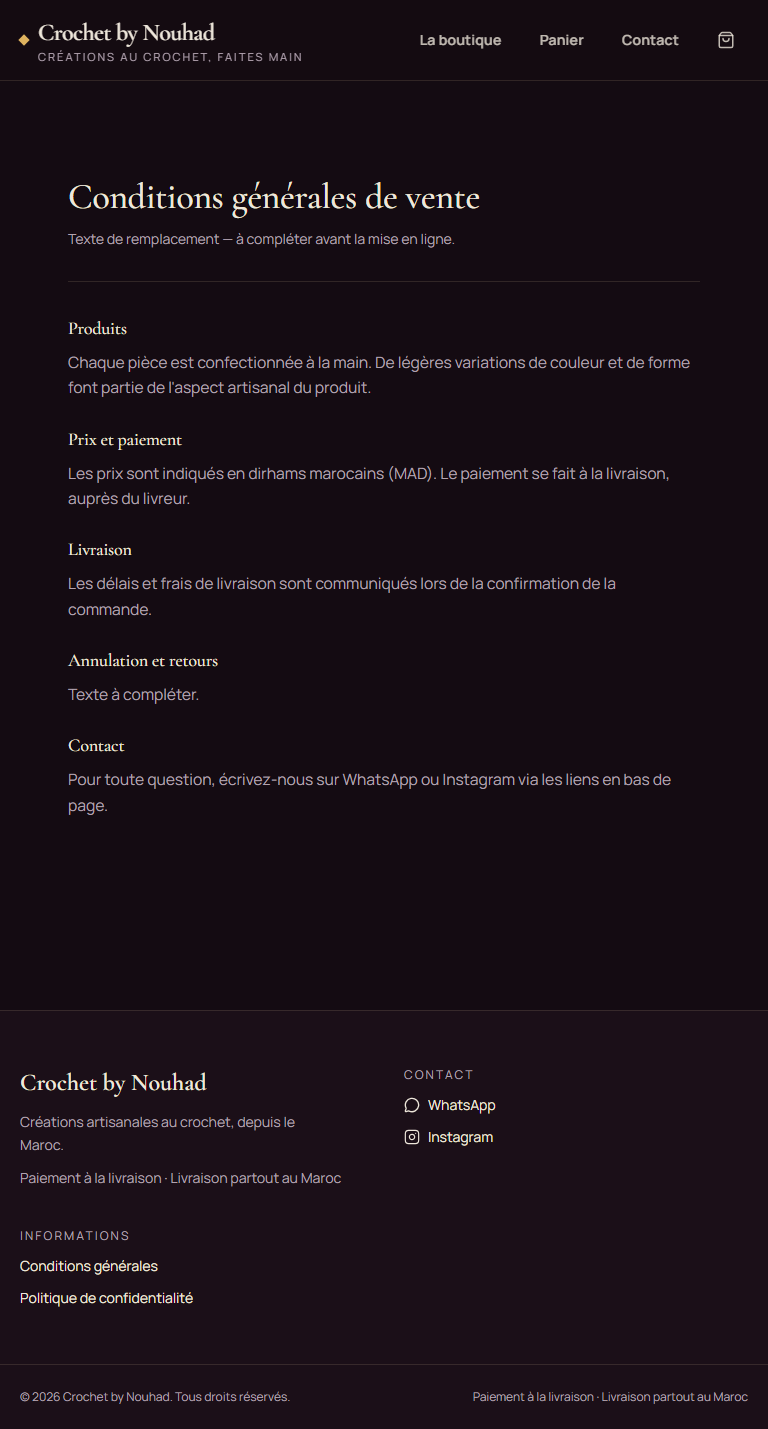 Crochet by Nouhad
CRÉATIONS AU CROCHET, FAITES MAIN
La boutique
Panier
Contact
Conditions générales de vente
Texte de remplacement — à compléter avant la mise en ligne.
Produits
Chaque pièce est confectionnée à la main. De légères variations de couleur et de forme
font partie de l'aspect artisanal du produit.
Prix et paiement
Les prix sont indiqués en dirhams marocains (MAD). Le paiement se fait à la livraison,
auprès du livreur.
Livraison
Les délais et frais de livraison sont communiqués lors de la confirmation de la
commande.
Annulation et retours
Texte à compléter.
Contact
Pour toute question, écrivez-nous sur WhatsApp ou Instagram via les liens en bas de
page.
Crochet by Nouhad
Créations artisanales au crochet, depuis le
Maroc.
Paiement à la livraison · Livraison partout au Maroc
CONTACT
WhatsApp
Instagram
INFORMATIONS
Conditions générales
Politique de confidentialité
© 2026 Crochet by Nouhad. Tous droits réservés.
Paiement à la livraison · Livraison partout au Maroc